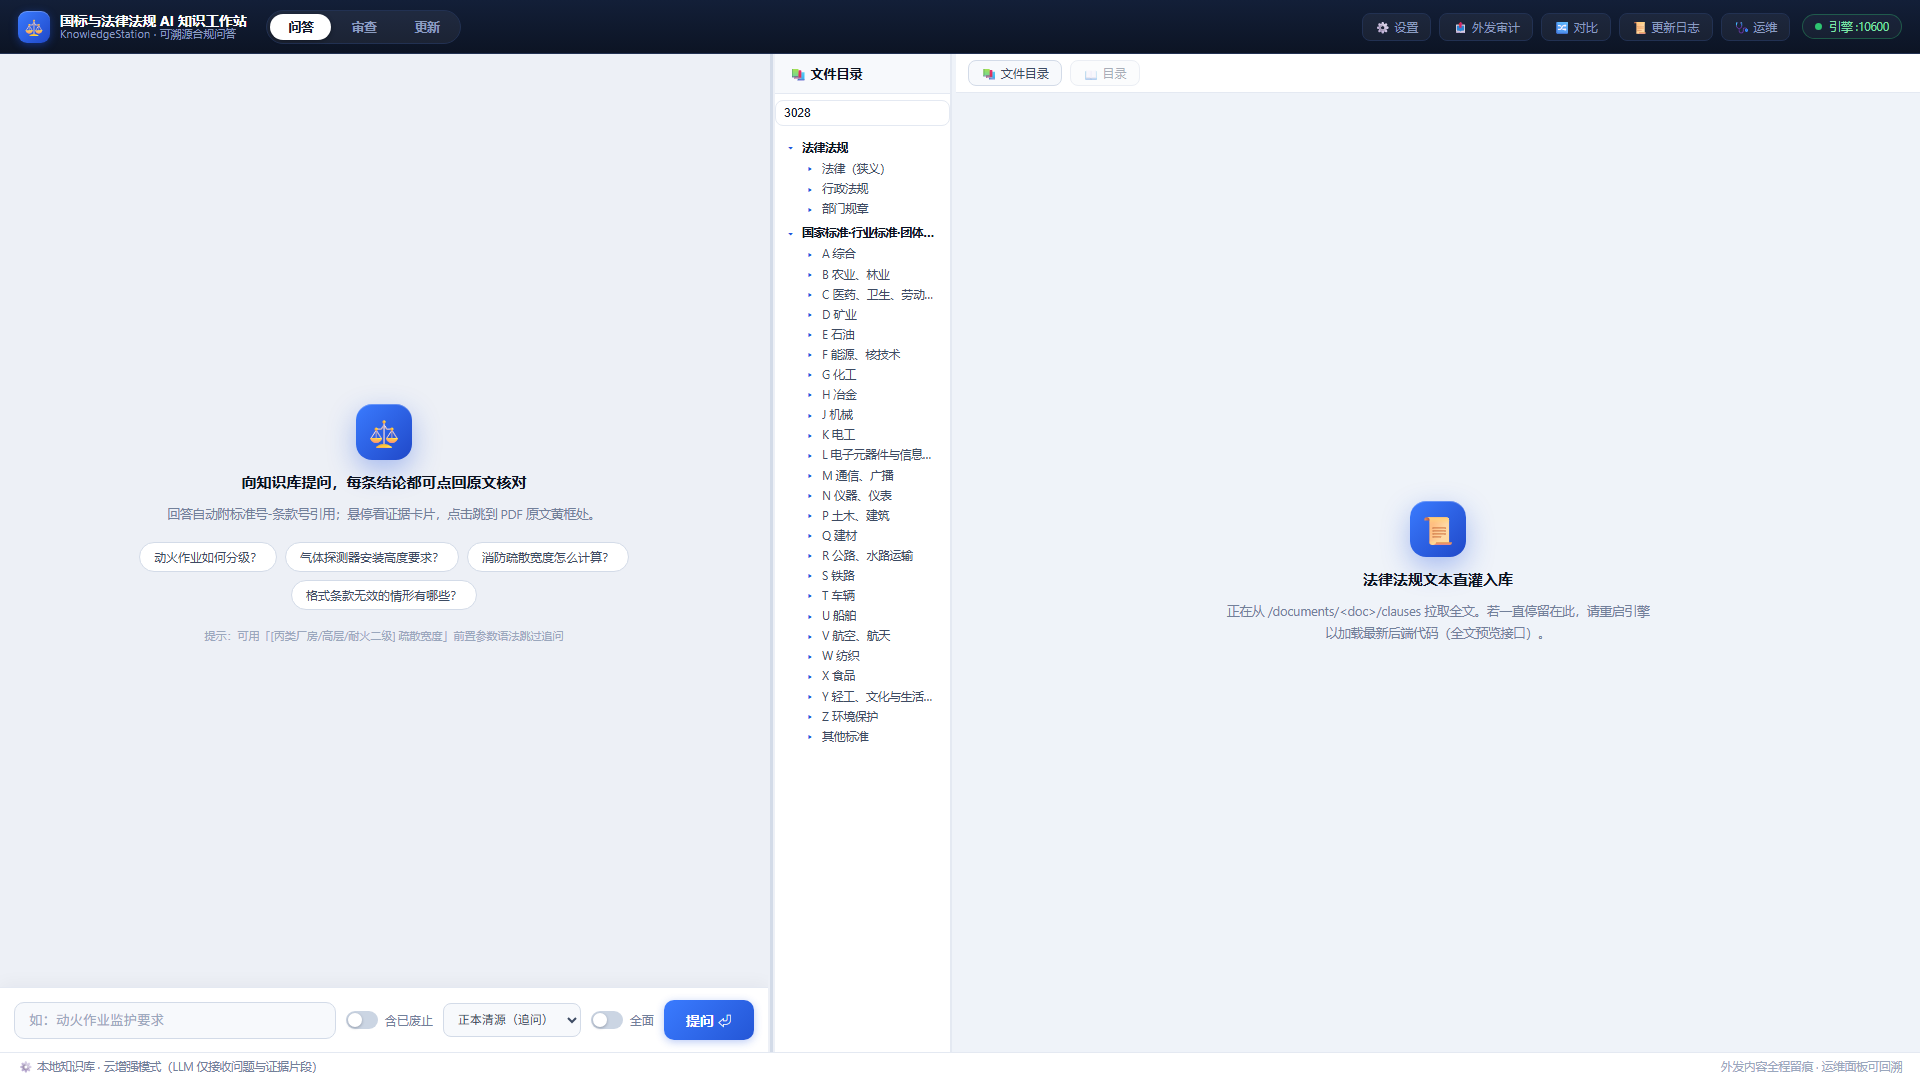 国标与法律法规 AI 知识工作站
KnowledgeStation · 可溯源合规问答
问答
审查
更新
设置
外发审计
对比
更新日志
运维
引擎 :10600
向知识库提问，每条结论都可点回原文核对
回答自动附标准号-条款号引用；悬停看证据卡片，点击跳到 PDF 原文黄框处。
动火作业如何分级？
气体探测器安装高度要求？
消防疏散宽度怎么计算？
格式条款无效的情形有哪些？
提示：可用「[丙类厂房/高层/耐火二级] 疏散宽度」前置参数语法跳过追问
如：动火作业监护要求
含已废止
正本清源（追问）
全面
提问
文件目录
3028
法律法规
法律（狭义）
行政法规
部门规章
国家标准·行业标准·团体...
A 综合
B 农业、林业
C 医药、卫生、劳动...
D 矿业
E 石油
F 能源、核技术
G 化工
H 冶金
J 机械
K 电工
L 电子元器件与信息...
M 通信、广播
N 仪器、仪表
P 土木、建筑
Q 建材
R 公路、水路运输
S 铁路
T 车辆
U 船舶
V 航空、航天
W 纺织
X 食品
Y 轻工、文化与生活...
Z 环境保护
其他标准
文件目录
目录
法律法规文本直灌入库
正在从 /documents/<doc>/clauses 拉取全文。若一直停留在此，请重启引擎
以加载最新后端代码（全文预览接口）。
本地知识库 · 云增强模式（LLM 仅接收问题与证据片段）
外发内容全程留痕 · 运维面板可回溯